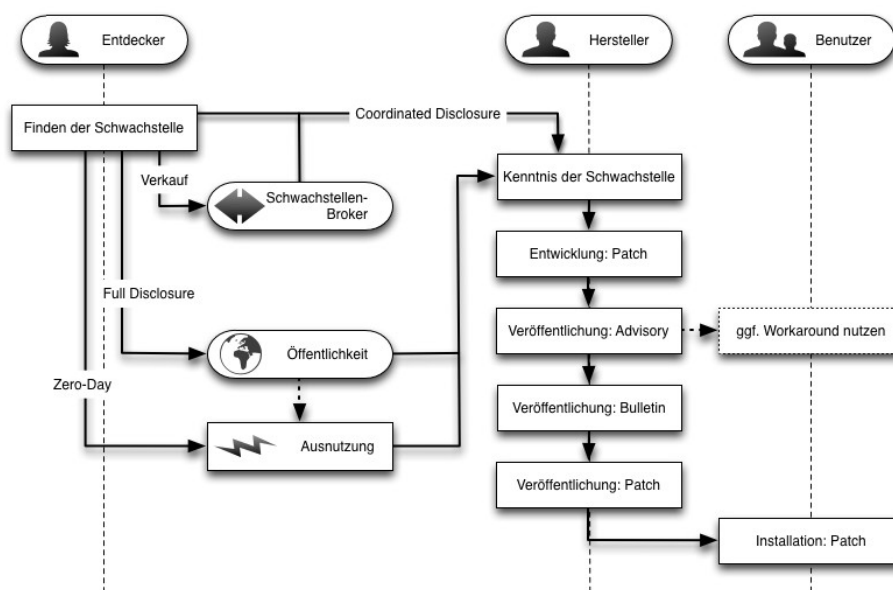 Entdecker
Hersteller
Benutzer
Finden der Schwachstelle
Coordinated Disclosure
Verkauf
Schwachstellen-
Broker
Kenntnis der Schwachstelle
Entwicklung: Patch
Full Disclosure
Öffentlichkeit
Veröffentlichung: Advisory
ggf. Workaround nutzen
Zero-Day
Ausnutzung
Veröffentlichung: Bulletin
Veröffentlichung: Patch
Installation: Patch